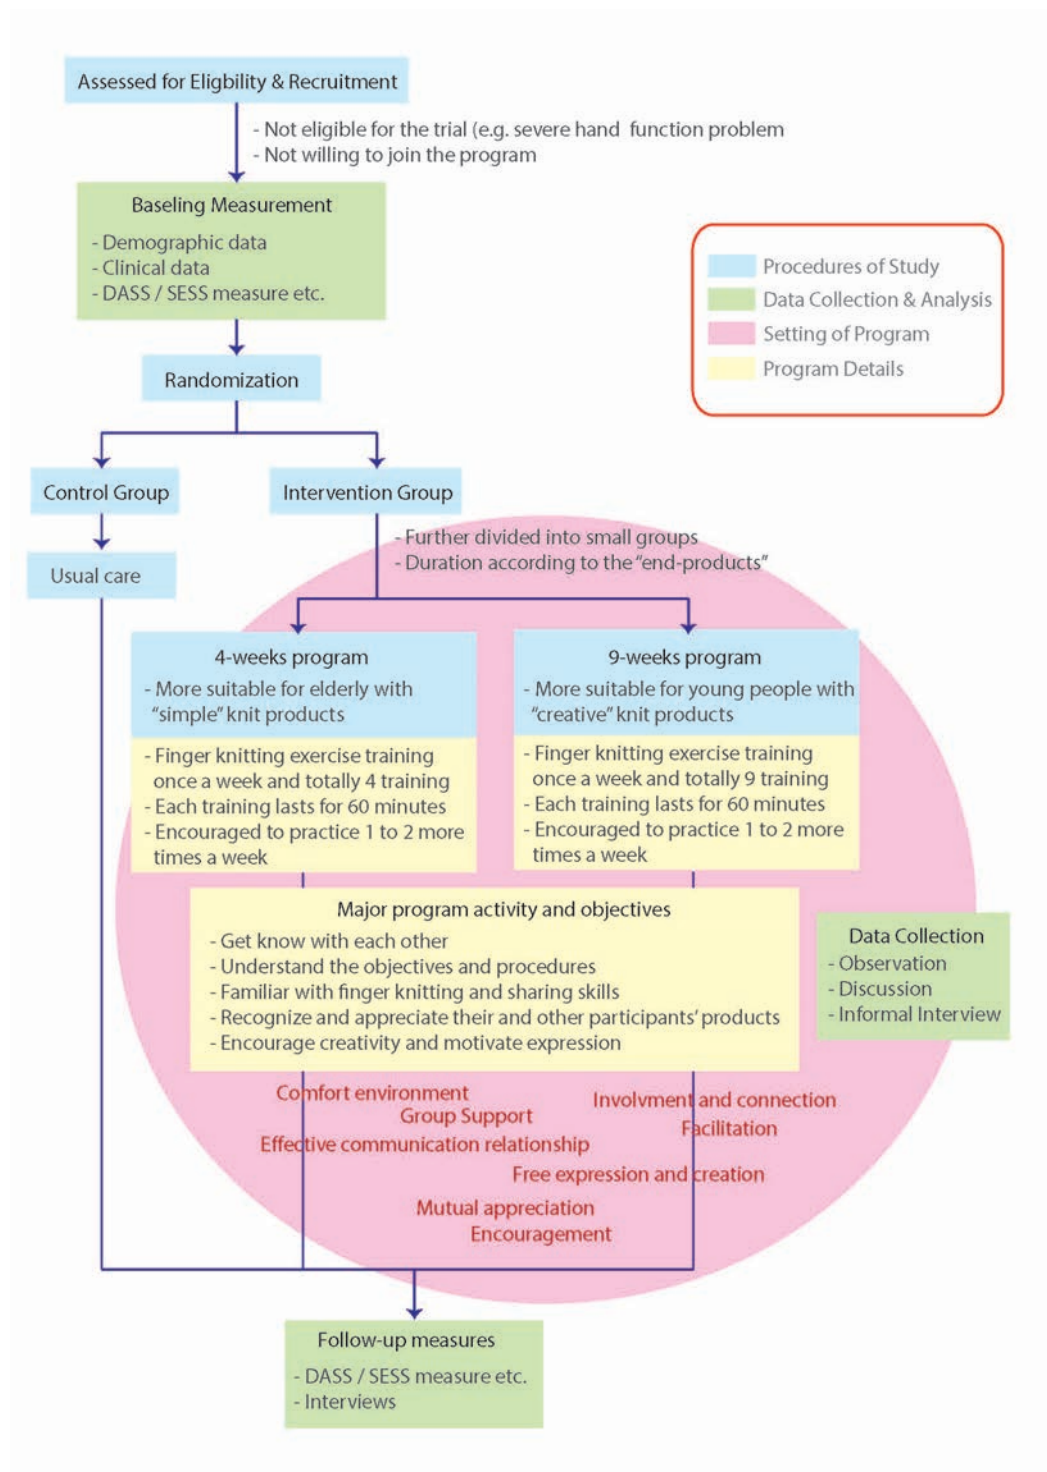 Assessed for Eligbility & Recruitment
- Not eligible for the trial (e.g. severe hand function problem
- Not willing to join the program
Baseling Measurement
- Demographic data
- Clinical data
- DASS / SESS measure etc.
Procedures of Study
Data Collection & Analysis
Setting of Program
Program Details
Randomization
Control Group
Intervention Group
- Further divided into small groups
- Duration according to the “end-products”
Usual care
4-weeks program
- More suitable for elderly with
“simple” knit products
- Finger knitting exercise training
once a week and totally 4 training
- Each training lasts for 60 minutes
- Encouraged to practice 1 to 2 more
times a week
9-weeks program
- More suitable for young people with
“creative” knit products
- Finger knitting exercise training
once a week and totally 9 training
- Each training lasts for 60 minutes
- Encouraged to practice 1 to 2 more
times a week
Major program activity and objectives
- Get know with each other
- Understand the objectives and procedures
- Familiar with finger knitting and sharing skills
- Recognize and appreciate their and other participants’ products
- Encourage creativity and motivate expression
Data Collection
- Observation
- Discussion
- Informal Interview
Comfort environment
Group Support
Involvment and connection
Facilitation
Effective communication relationship
Free expression and creation
Mutual appreciation
Encouragement
Follow-up measures
- DASS / SESS measure etc.
- Interviews